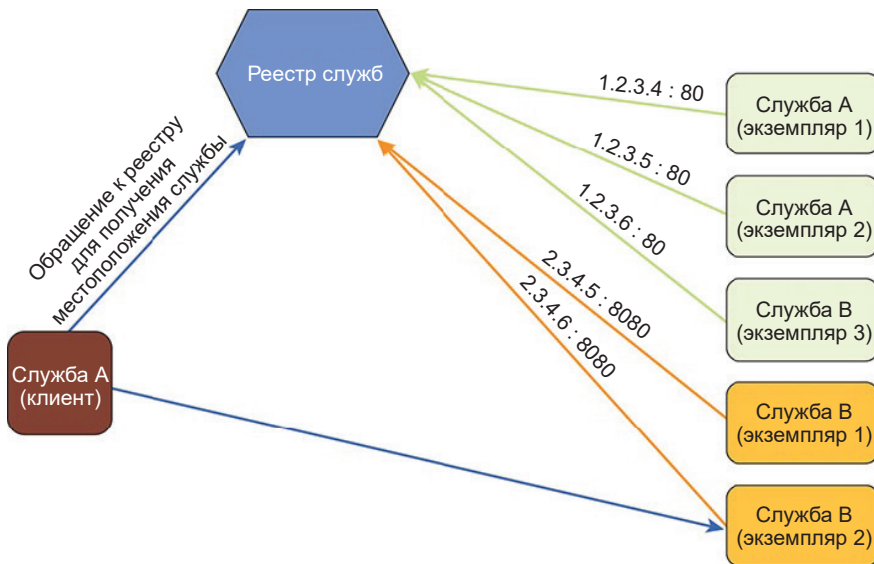 Реестр служб
Обращение к реестру
для получения
местоположения службы
1.2.3.4 : 80
1.2.3.5 : 80
1.2.3.6 : 80
2.3.4.5 : 8080
2.3.4.6 : 8080
Служба А
(экземпляр 1)
Служба А
(экземпляр 2)
Служба В
(экземпляр 3)
Служба А
(клиент)
Служба В
(экземпляр 1)
Служба В
(экземпляр 2)